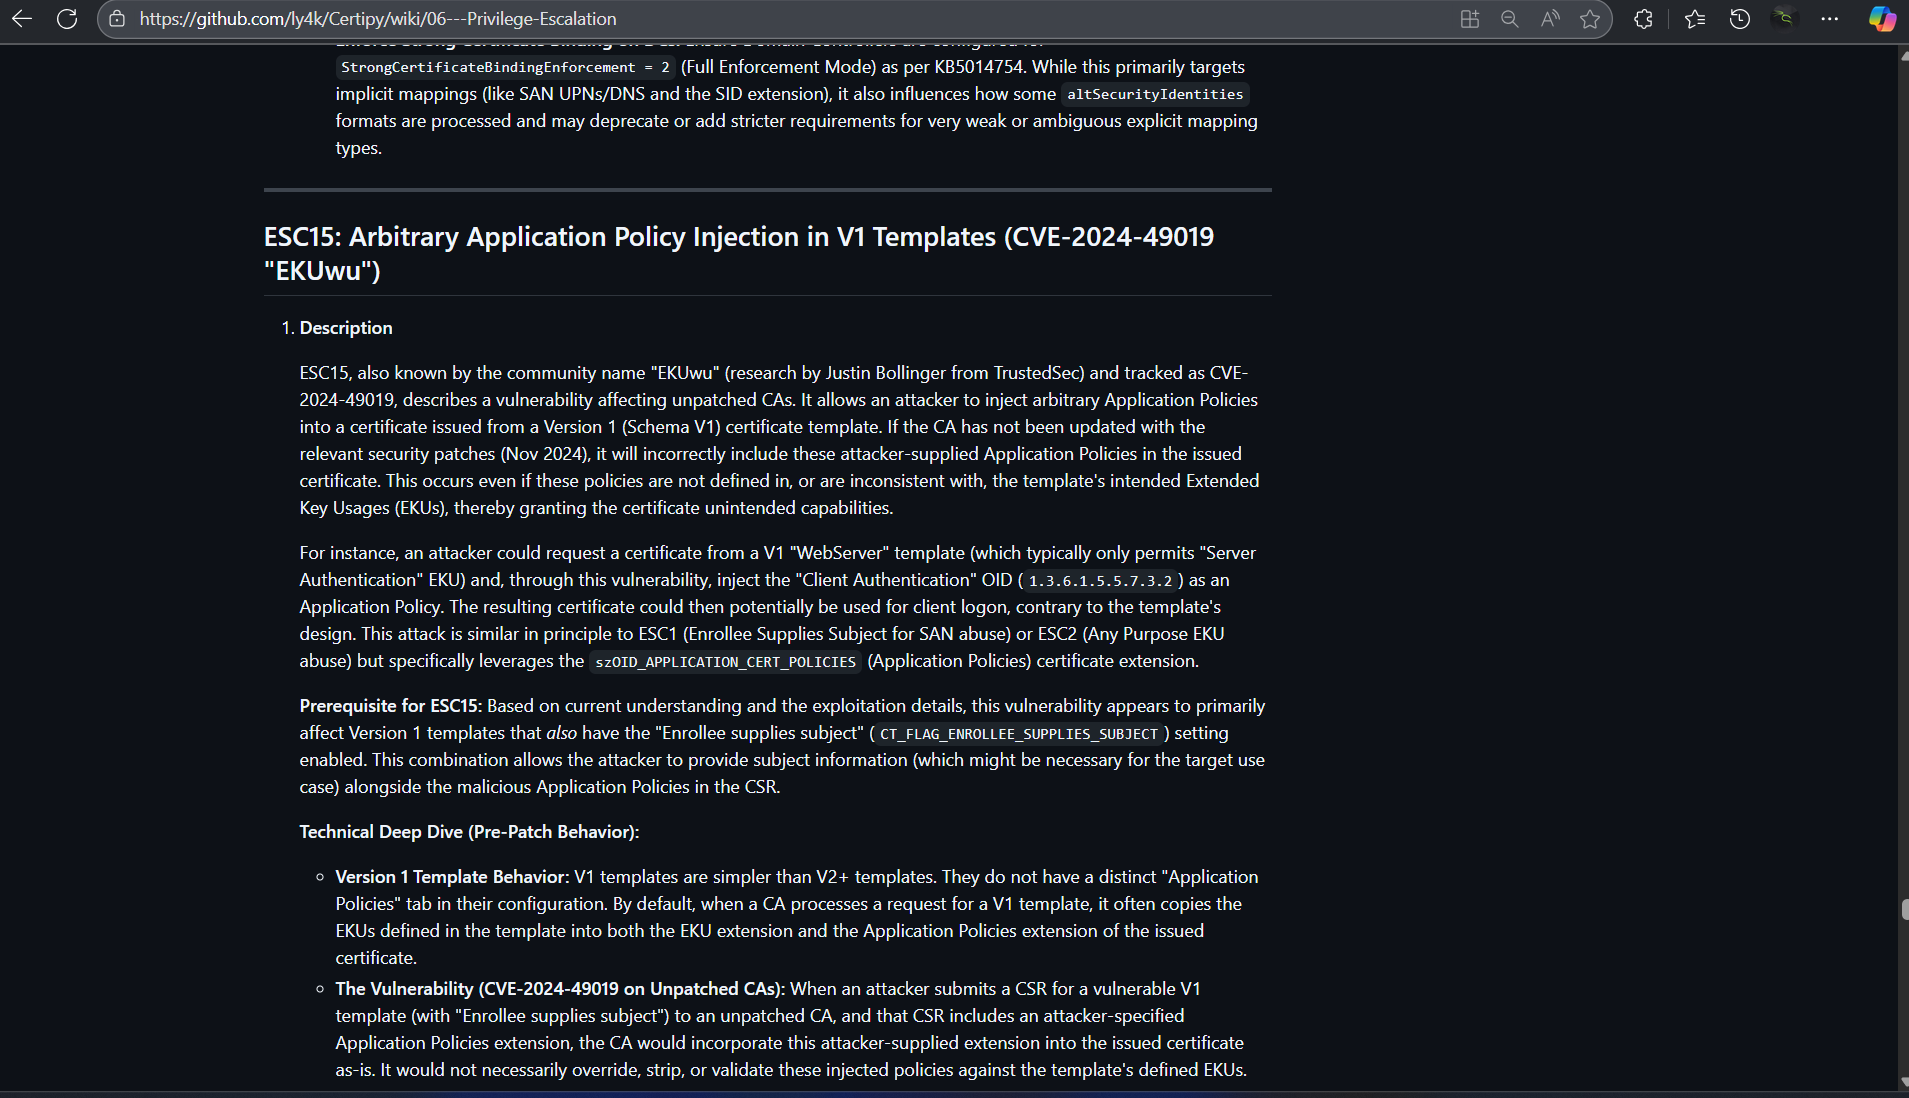 https://github.com/ly4k/Certipy/wiki/06---Privilege-Escalation
StrongCertificateBindingEnforcement = 2 (Full Enforcement Mode) as per KB5014754. While this primarily targets
implicit mappings (like SAN UPNs/DNS and the SID extension), it also influences how some altSecurityIdentities
formats are processed and may deprecate or add stricter requirements for very weak or ambiguous explicit mapping
types.
ESC15: Arbitrary Application Policy Injection in V1 Templates (CVE-2024-49019
"EKUwu")
1. Description
ESC15, also known by the community name "EKUwu" (research by Justin Bollinger from TrustedSec) and tracked as CVE-
2024-49019, describes a vulnerability affecting unpatched CAs. It allows an attacker to inject arbitrary Application Policies
into a certificate issued from a Version 1 (Schema V1) certificate template. If the CA has not been updated with the
relevant security patches (Nov 2024), it will incorrectly include these attacker-supplied Application Policies in the issued
certificate. This occurs even if these policies are not defined in, or are inconsistent with, the template's intended Extended
Key Usages (EKUs), thereby granting the certificate unintended capabilities.
For instance, an attacker could request a certificate from a V1 "WebServer" template (which typically only permits "Server
Authentication" EKU) and, through this vulnerability, inject the "Client Authentication" OID ( 1.3.6.1.5.5.7.3.2 ) as an
Application Policy. The resulting certificate could then potentially be used for client logon, contrary to the template's
design. This attack is similar in principle to ESC1 (Enrollee Supplies Subject for SAN abuse) or ESC2 (Any Purpose EKU
abuse) but specifically leverages the szOID_APPLICATION_CERT_POLICIES (Application Policies) certificate extension.
Prerequisite for ESC15: Based on current understanding and the exploitation details, this vulnerability appears to primarily
affect Version 1 templates that also have the "Enrollee supplies subject" ( CT_FLAG_ENROLLEE_SUPPLIES_SUBJECT ) setting
enabled. This combination allows the attacker to provide subject information (which might be necessary for the target use
case) alongside the malicious Application Policies in the CSR.
Technical Deep Dive (Pre-Patch Behavior):
Version 1 Template Behavior: V1 templates are simpler than V2+ templates. They do not have a distinct "Application
Policies" tab in their configuration. By default, when a CA processes a request for a V1 template, it often copies the
EKUs defined in the template into both the EKU extension and the Application Policies extension of the issued
certificate.
The Vulnerability (CVE-2024-49019 on Unpatched CAs): When an attacker submits a CSR for a vulnerable V1
template (with "Enrollee supplies subject") to an unpatched CA, and that CSR includes an attacker-specified
Application Policies extension, the CA would incorporate this attacker-supplied extension into the issued certificate
as-is. It would not necessarily override, strip, or validate these injected policies against the template's defined EKUs.